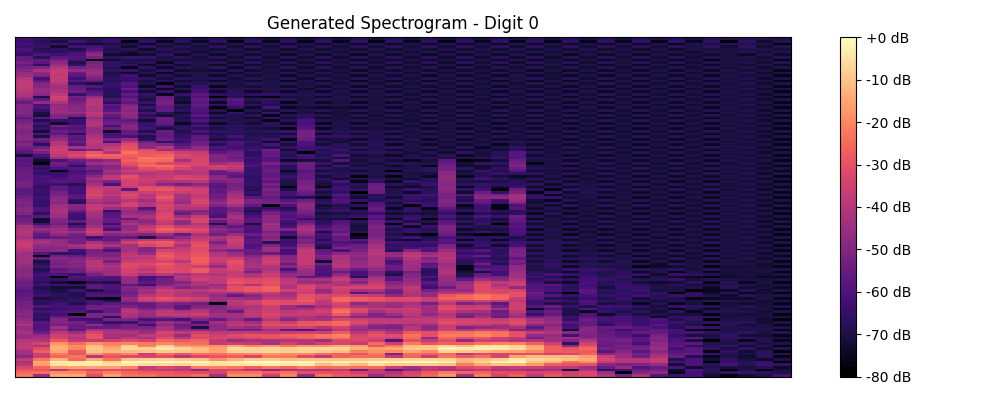 Generated Spectrogram - Digit 0
+0 dB
-10 dB
-20 dB
-30 dB
-40 dB
-50 dB
-60 dB
-70 dB
-80 dB